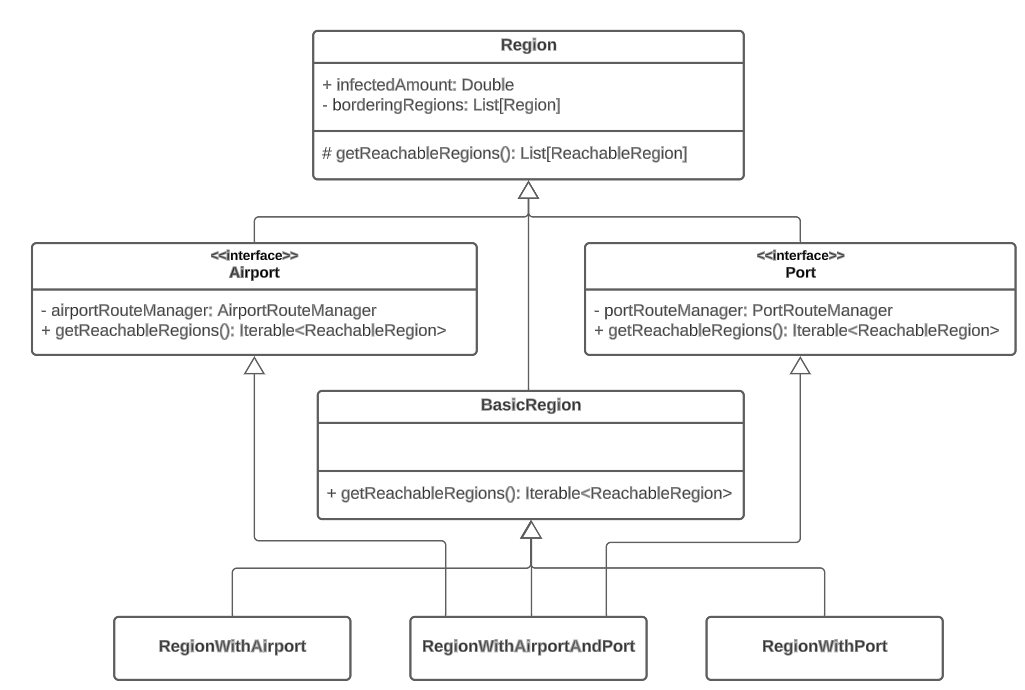 Region
+ infectedAmount: Double
- borderingRegions: List[Region]
# getReachableRegions(): List[ReachableRegion]
<<interface>>
Airport
- airportRouteManager: AirportRouteManager
+ getReachableRegions(): Iterable<ReachableRegion>
<<interface>>
Port
- portRouteManager: PortRouteManager
+ getReachableRegions(): Iterable<ReachableRegion>
BasicRegion
+ getReachableRegions(): Iterable<ReachableRegion>
RegionWithAirport
RegionWithAirportAndPort
RegionWithPort